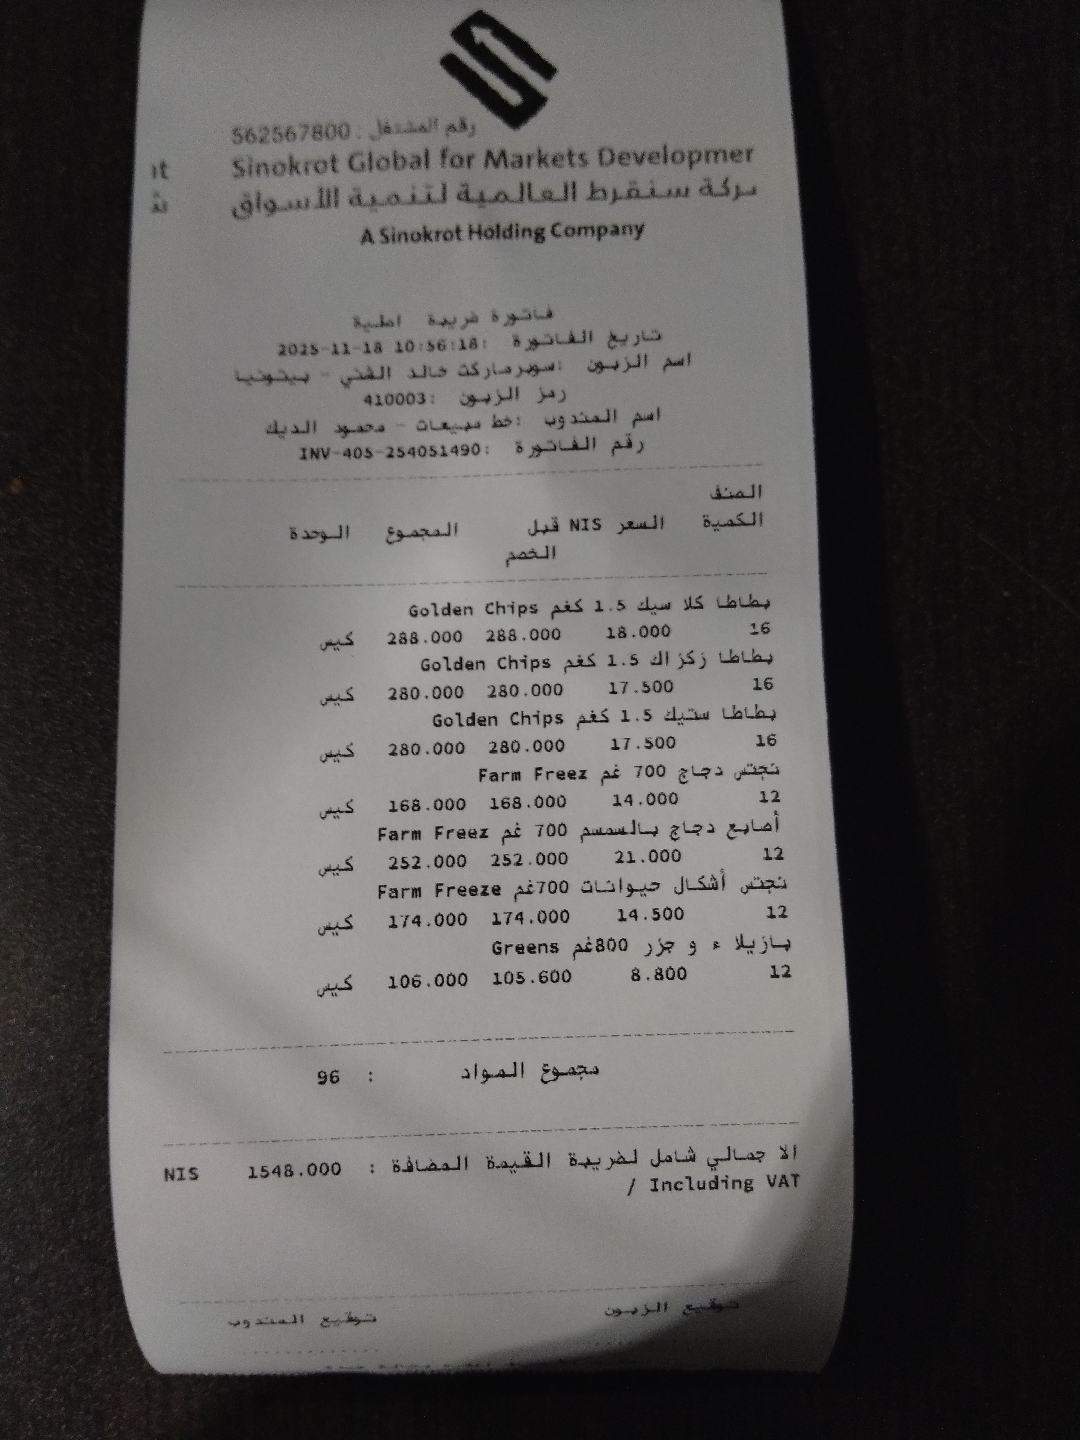 رقم المشتغل : 562567800
Sinokrot Global for Markets Developmer
ركة سنقرط العالمية لتنمية الأسواق
A Sinokrot Holding Company
فاتورة ضريبة اصلية
تاريخ الفاتورة :2025-11-18 10:56:18
اسم الزبون :سوبرماركت خالد الفني - بيتونيا
رمز الزبون :410003
اسم المندوب :خط مبيعات - محمود الديك
رقم الفاتورة :INV-405-254051490
الصنف
الكمية السعر NIS قبل المجموع الوحدة
الخصم
بطاطا كلا سيك 1.5 كغم Golden Chips
16 18.000 288.000 288.000 كيس
بطاطا زكزاك 1.5 كغم Golden Chips
16 17.500 280.000 280.000 كيس
بطاطا ستيك 1.5 كغم Golden Chips
16 17.500 280.000 280.000 كيس
نجتس دجاج 700 غم Farm Freez
12 14.000 168.000 168.000 كيس
أصابع دجاج بالسمسم 700 غم Farm Freez
12 21.000 252.000 252.000 كيس
نجتس أشكال حيوانات 700غم Farm Freeze
12 14.500 174.000 174.000 كيس
بازيلا ء و جزر 800غم Greens
12 8.800 105.600 106.000 كيس
مجموع المواد : 96
الا جمالي شامل لضريبة القيمة المضافة : 1548.000 NIS
/ Including VAT
توقيع الزبون توقيع المندوب